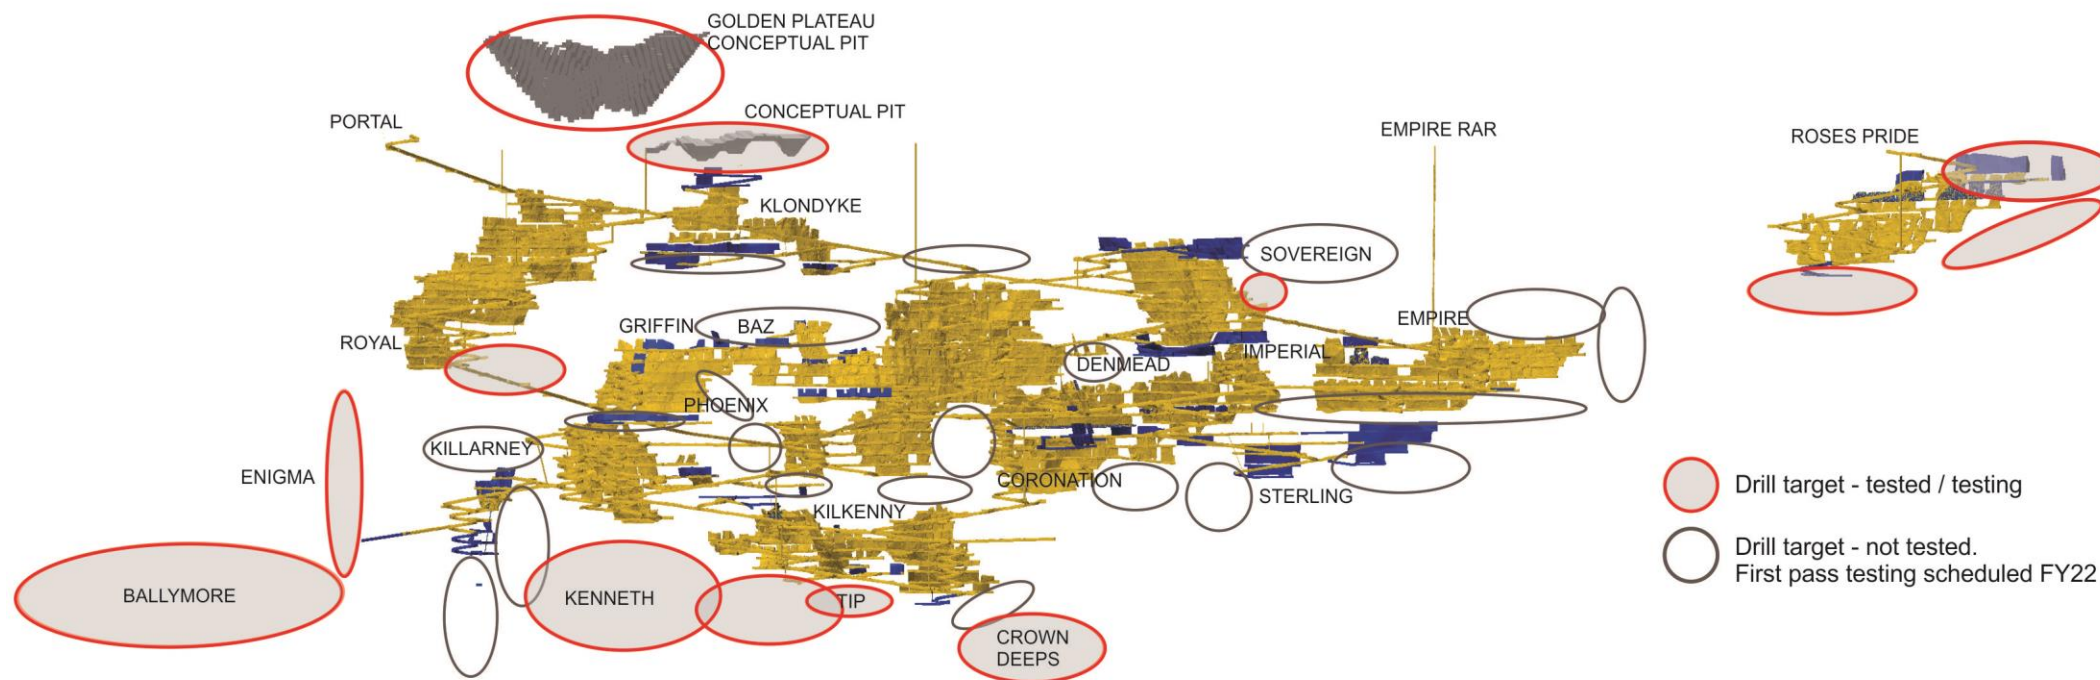 GOLDEN PLATEAU
CONCEPTUAL PIT
CONCEPTUAL PIT
PORTAL
EMPIRE RAR
ROSES PRIDE
KLONDYKE
SOVEREIGN
GRIFFIN
BAZ
EMPIRE
ROYAL
IMPERIAL
DENMEAD
PHOENIX
KILLARNEY
ENIGMA
CORONATION
STERLING
KILKENNY
BALLYMORE
KENNETH
TIP
CROWN
DEEPS
Drill target - tested / testing
Drill target - not tested.
First pass testing scheduled FY22